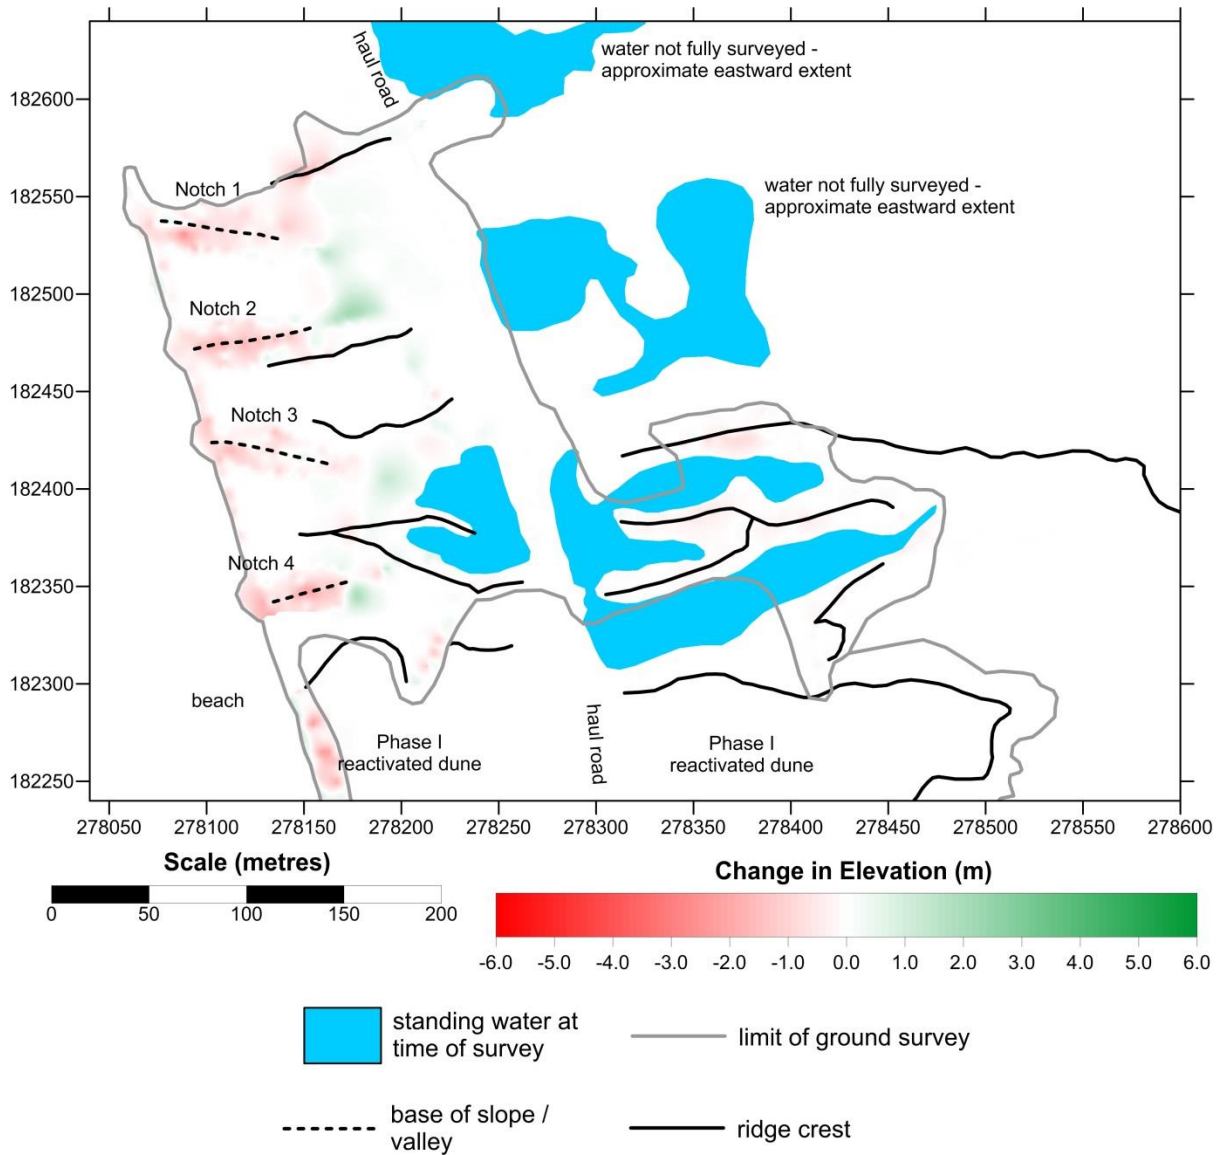 haul road
water not fully surveyed -
approximate eastward extent
182600
Notch 1
water not fully surveyed -
approximate eastward extent
182550
182500
Notch 2
182450
Notch 3
182400
Notch 4
182350
182300
beach
haul road
Phase I
reactivated dune
Phase I
reactivated dune
182250
278050 278100 278150 278200 278250 278300 278350 278400 278450 278500 278550 278600
Scale (metres)
0 50 100 150 200
Change in Elevation (m)
-6.0 -5.0 -4.0 -3.0 -2.0 -1.0 0.0 1.0 2.0 3.0 4.0 5.0 6.0
standing water at
time of survey
limit of ground survey
base of slope /
valley
ridge crest